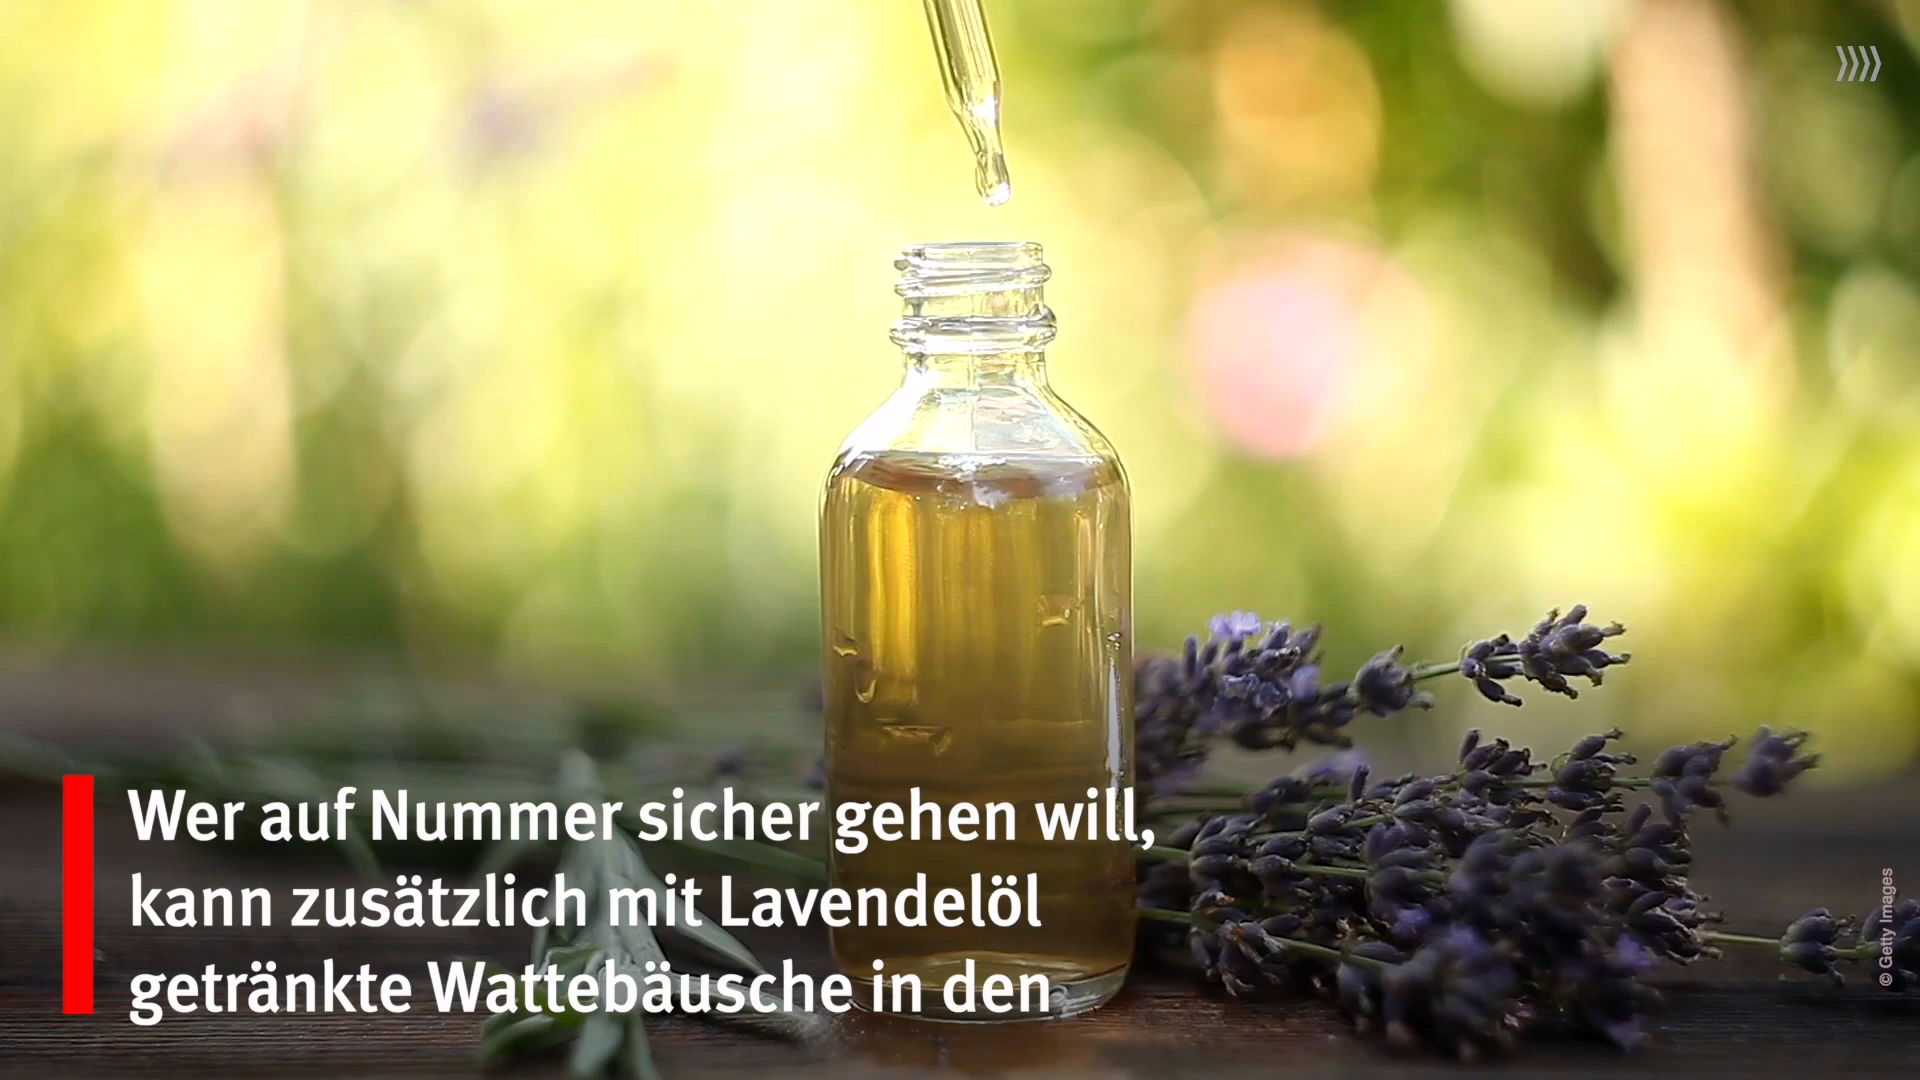 Wer auf Nummer sicher gehen will,
kann zusätzlich mit Lavendelöl
getränkte Wattebäusche in den
© Getty Images